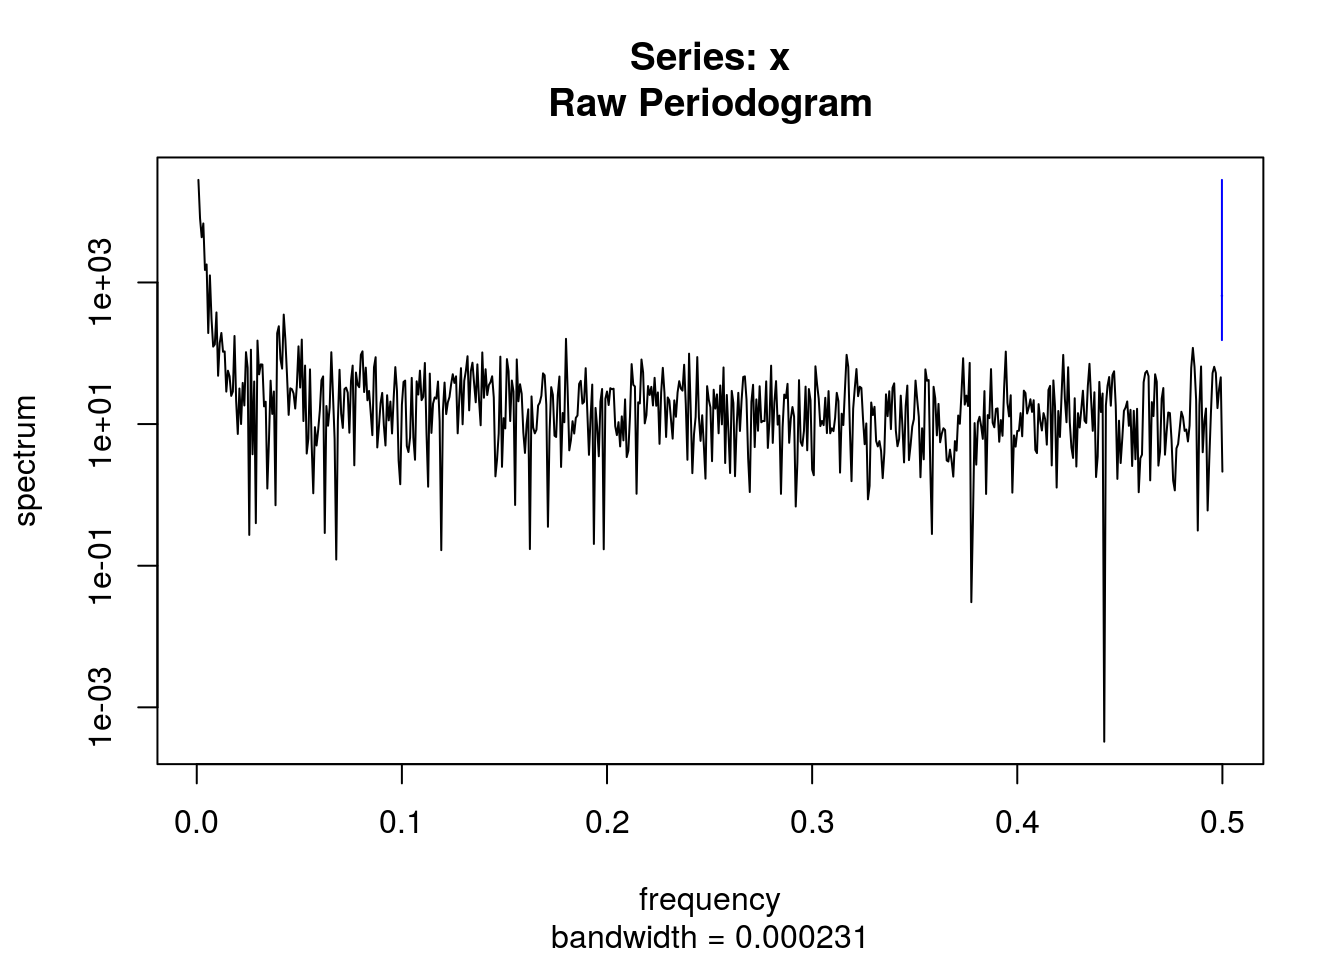 Series: x
Raw Periodogram
spectrum
1e+03
1e+01
1e-01
1e-03
0.0 0.1 0.2 0.3 0.4 0.5
frequency
bandwidth = 0.000231